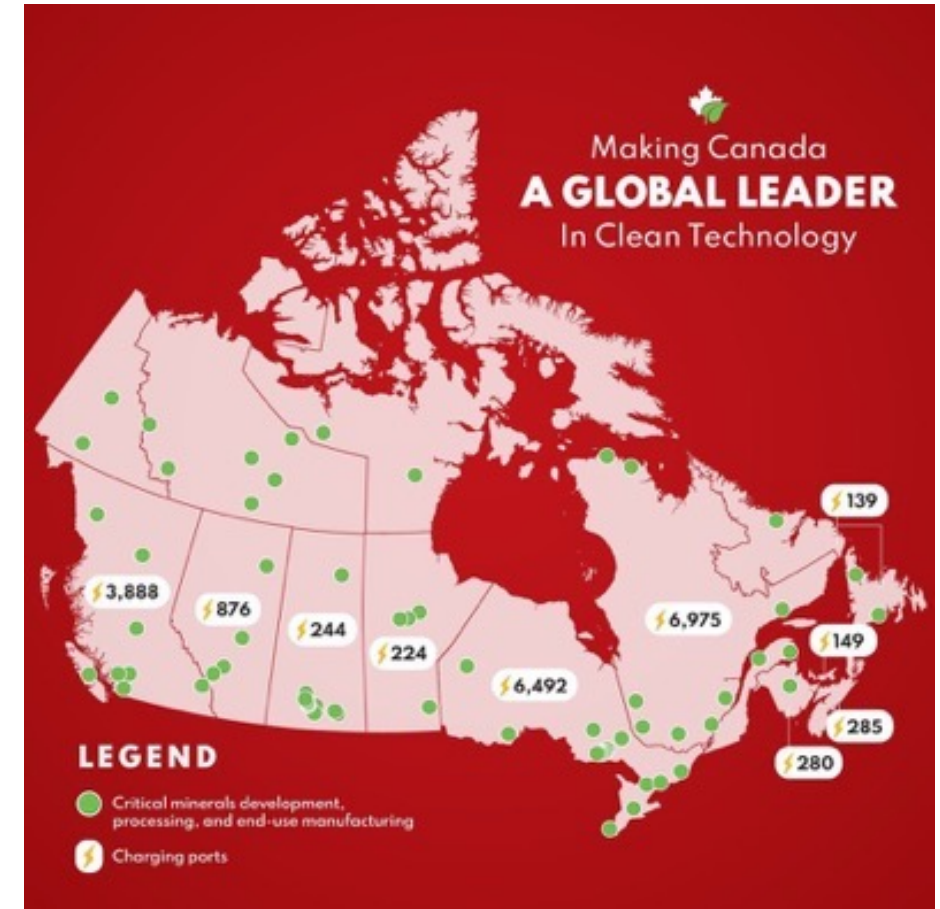 Making Canada
A GLOBAL LEADER
In Clean Technology
139
3,888
876
244
224
6,975
149
6,492
285
280
LEGEND
Critical minerals development,
processing, and end-use manufacturing
Charging ports